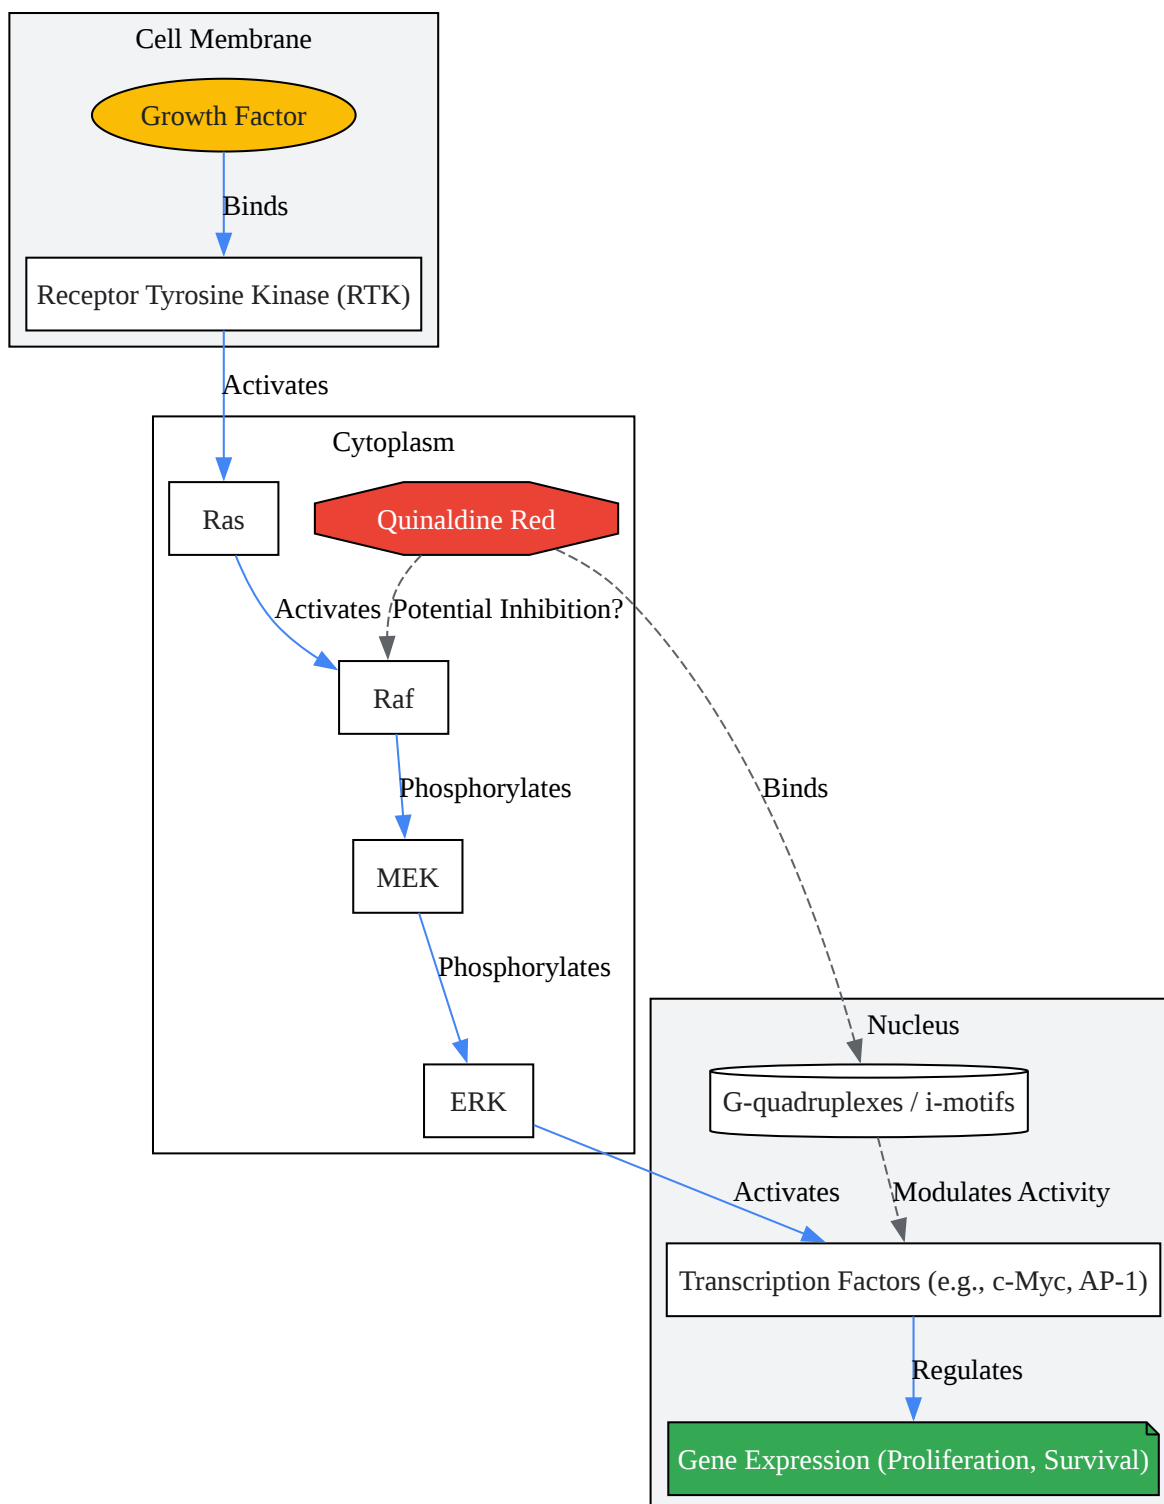 Cell Membrane
Growth Factor
Binds
Receptor Tyrosine Kinase (RTK)
Activates
Cytoplasm
Ras
Quinaldine Red
Activates
Potential Inhibition?
Raf
Phosphorylates
Binds
MEK
Phosphorylates
Nucleus
ERK
G-quadruplexes / i-motifs
Activates
Modulates Activity
Transcription Factors (e.g., c-Myc, AP-1)
Regulates
Gene Expression (Proliferation, Survival)